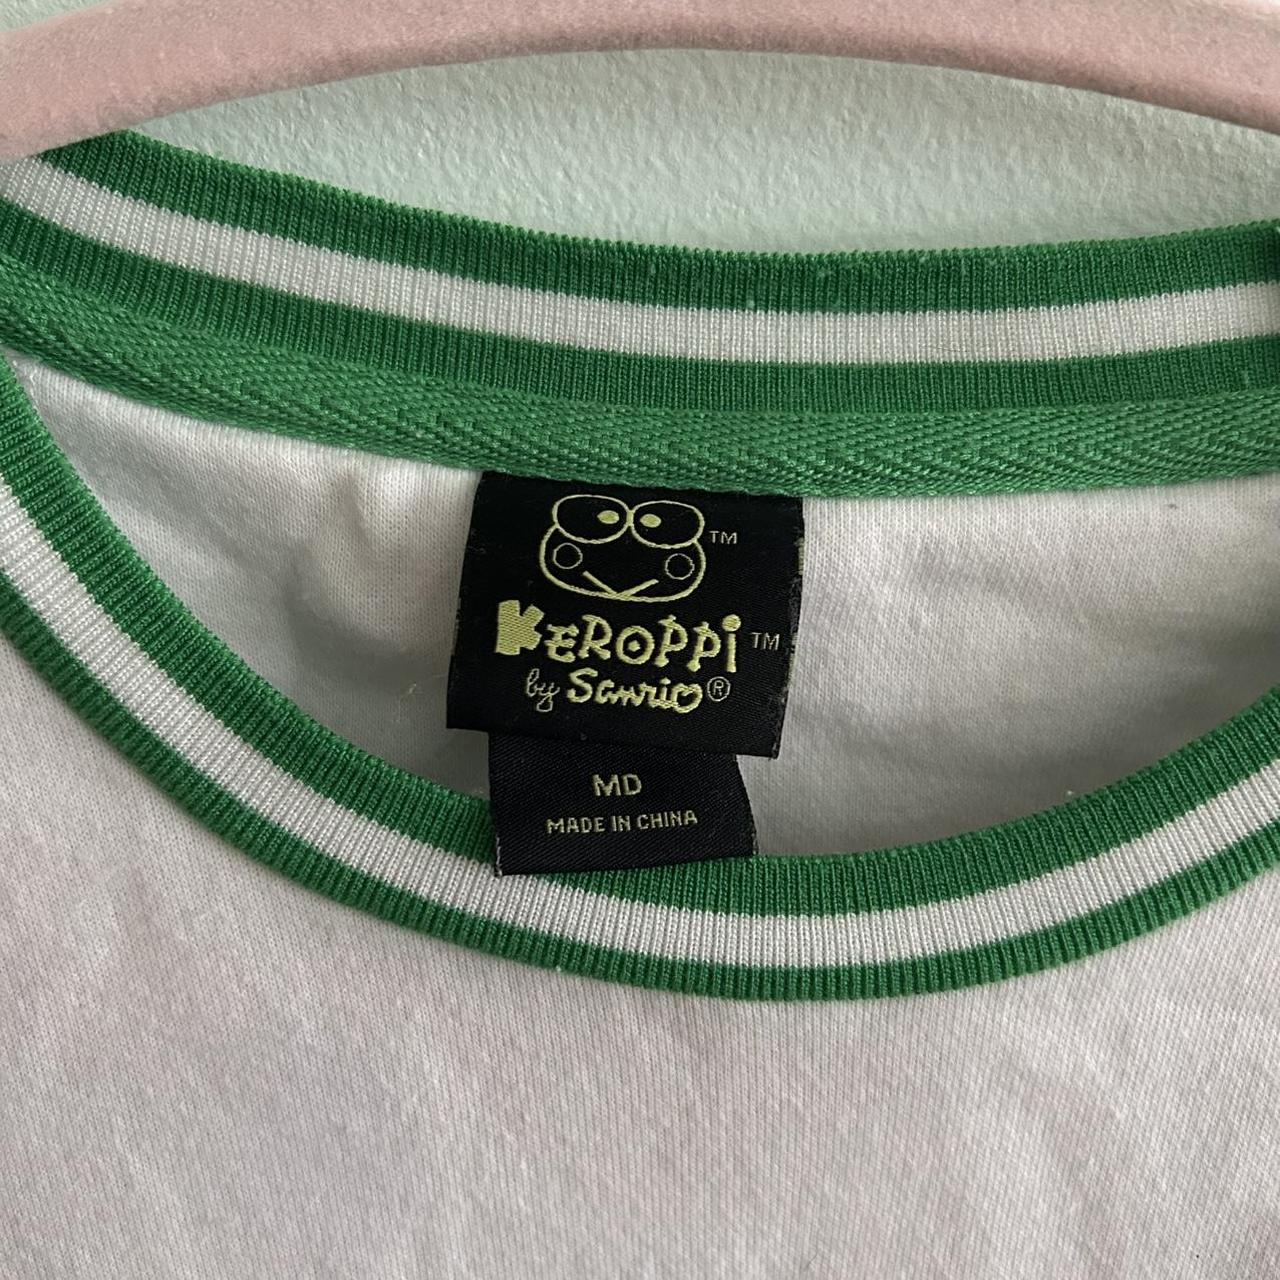 TM
KEROPPI TM
by Sanrio®
MD
MADE IN CHINA